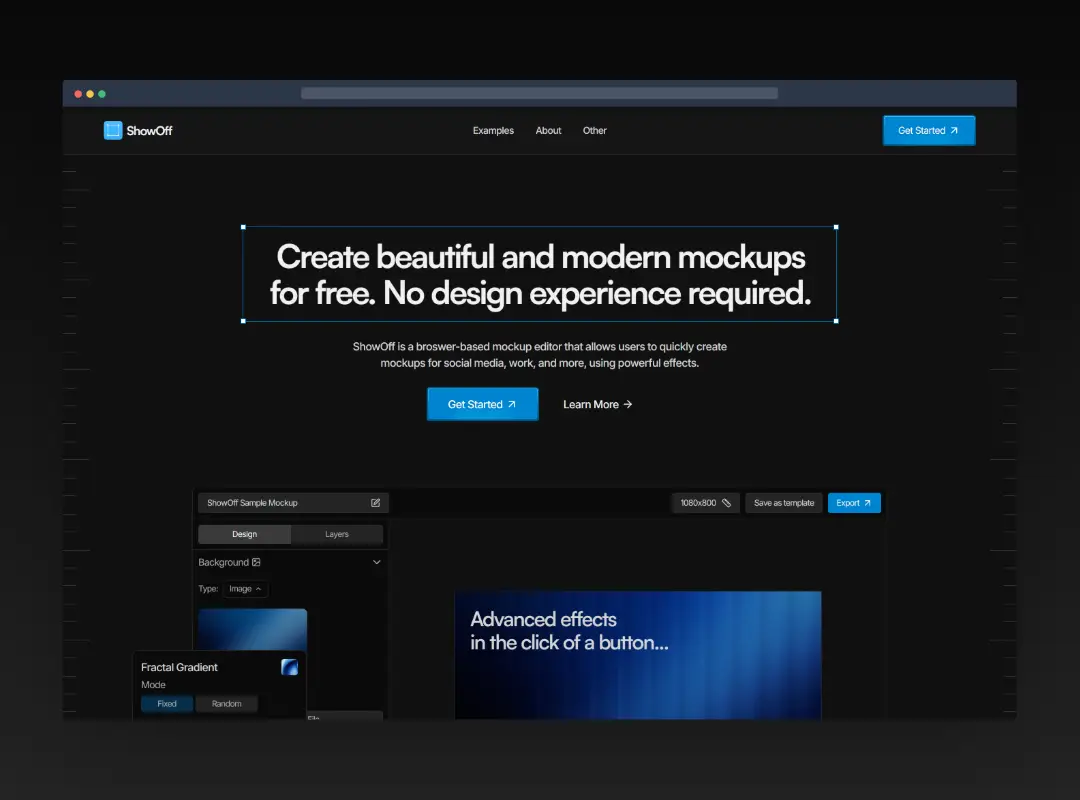 ShowOff
Examples
About
Other
Get Started
Create beautiful and modern mockups
for free. No design experience required.
ShowOff is a broswer-based mockup editor that allows users to quickly create
mockups for social media, work, and more, using powerful effects.
Get Started
Learn More
ShowOff Sample Mockup
1080x800
Save as template
Export
Design
Layers
Background
Type:
Image
Advanced effects
in the click of a button...
Fractal Gradient
Mode
Fixed
Random